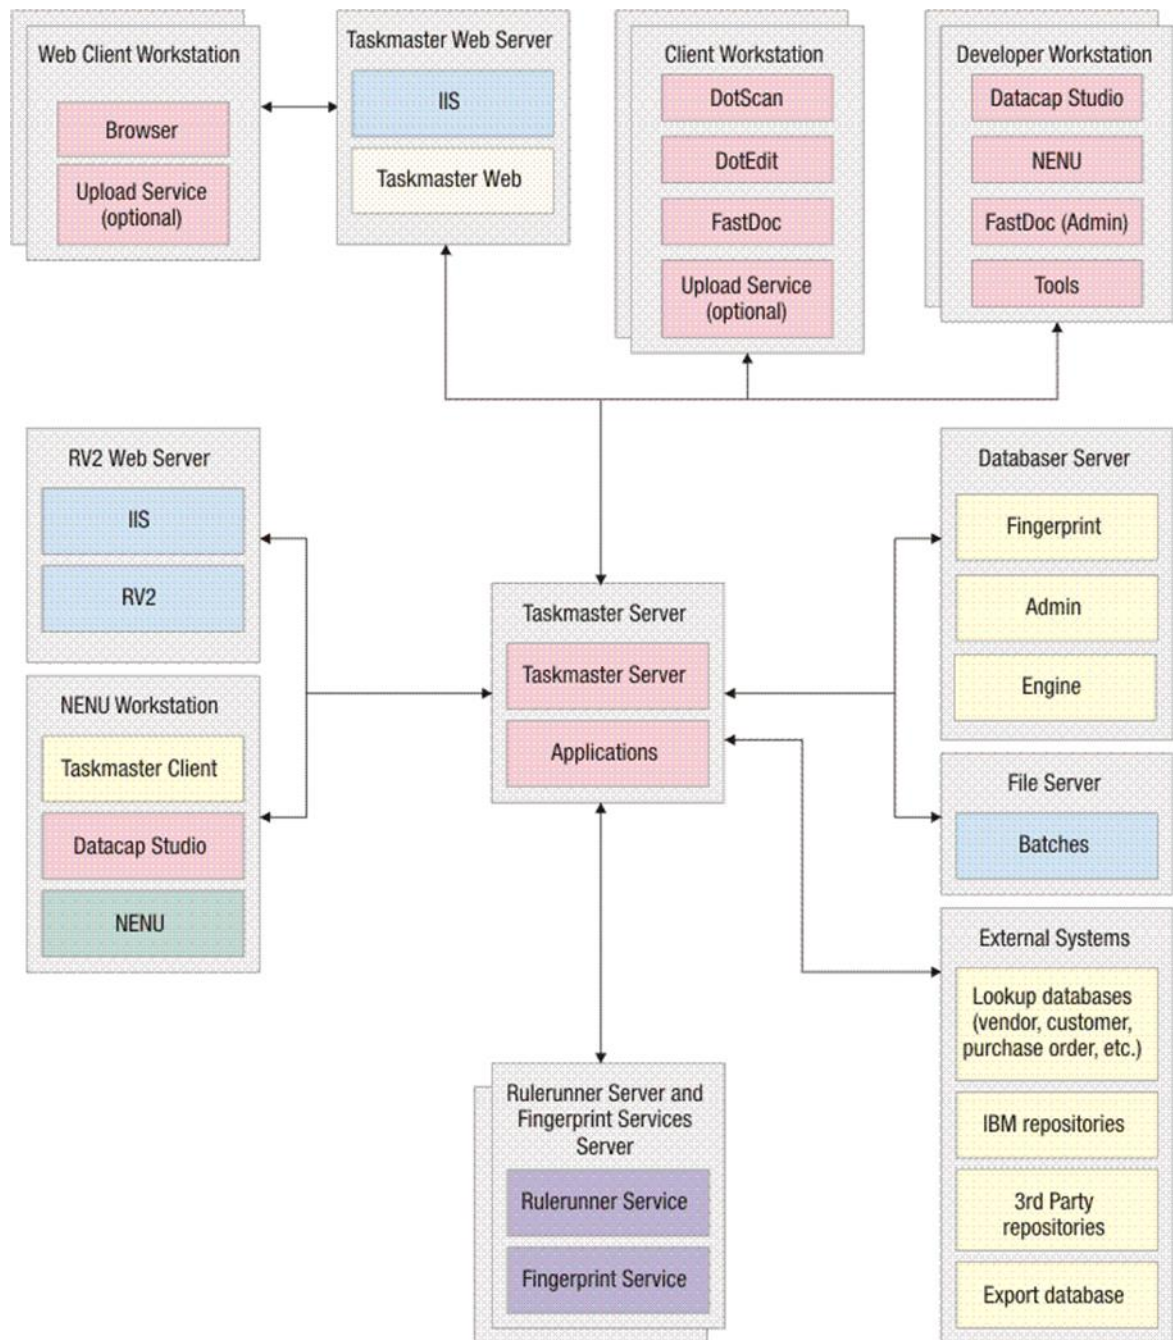 Web Client Workstation
Browser
Upload Service
(optional)
Taskmaster Web Server
IIS
Taskmaster Web
Client Workstation
DotScan
DotEdit
FastDoc
Upload Service
(optional)
Developer Workstation
Datacap Studio
NENU
FastDoc (Admin)
Tools
RV2 Web Server
IIS
RV2
NENU Workstation
Taskmaster Client
Datacap Studio
NENU
Taskmaster Server
Taskmaster Server
Applications
Databaser Server
Fingerprint
Admin
Engine
File Server
Batches
External Systems
Lookup databases
(vendor, customer,
purchase order, etc.)
IBM repositories
3rd Party
repositories
Export database
Rulerunner Server and
Fingerprint Services
Server
Rulerunner Service
Fingerprint Service